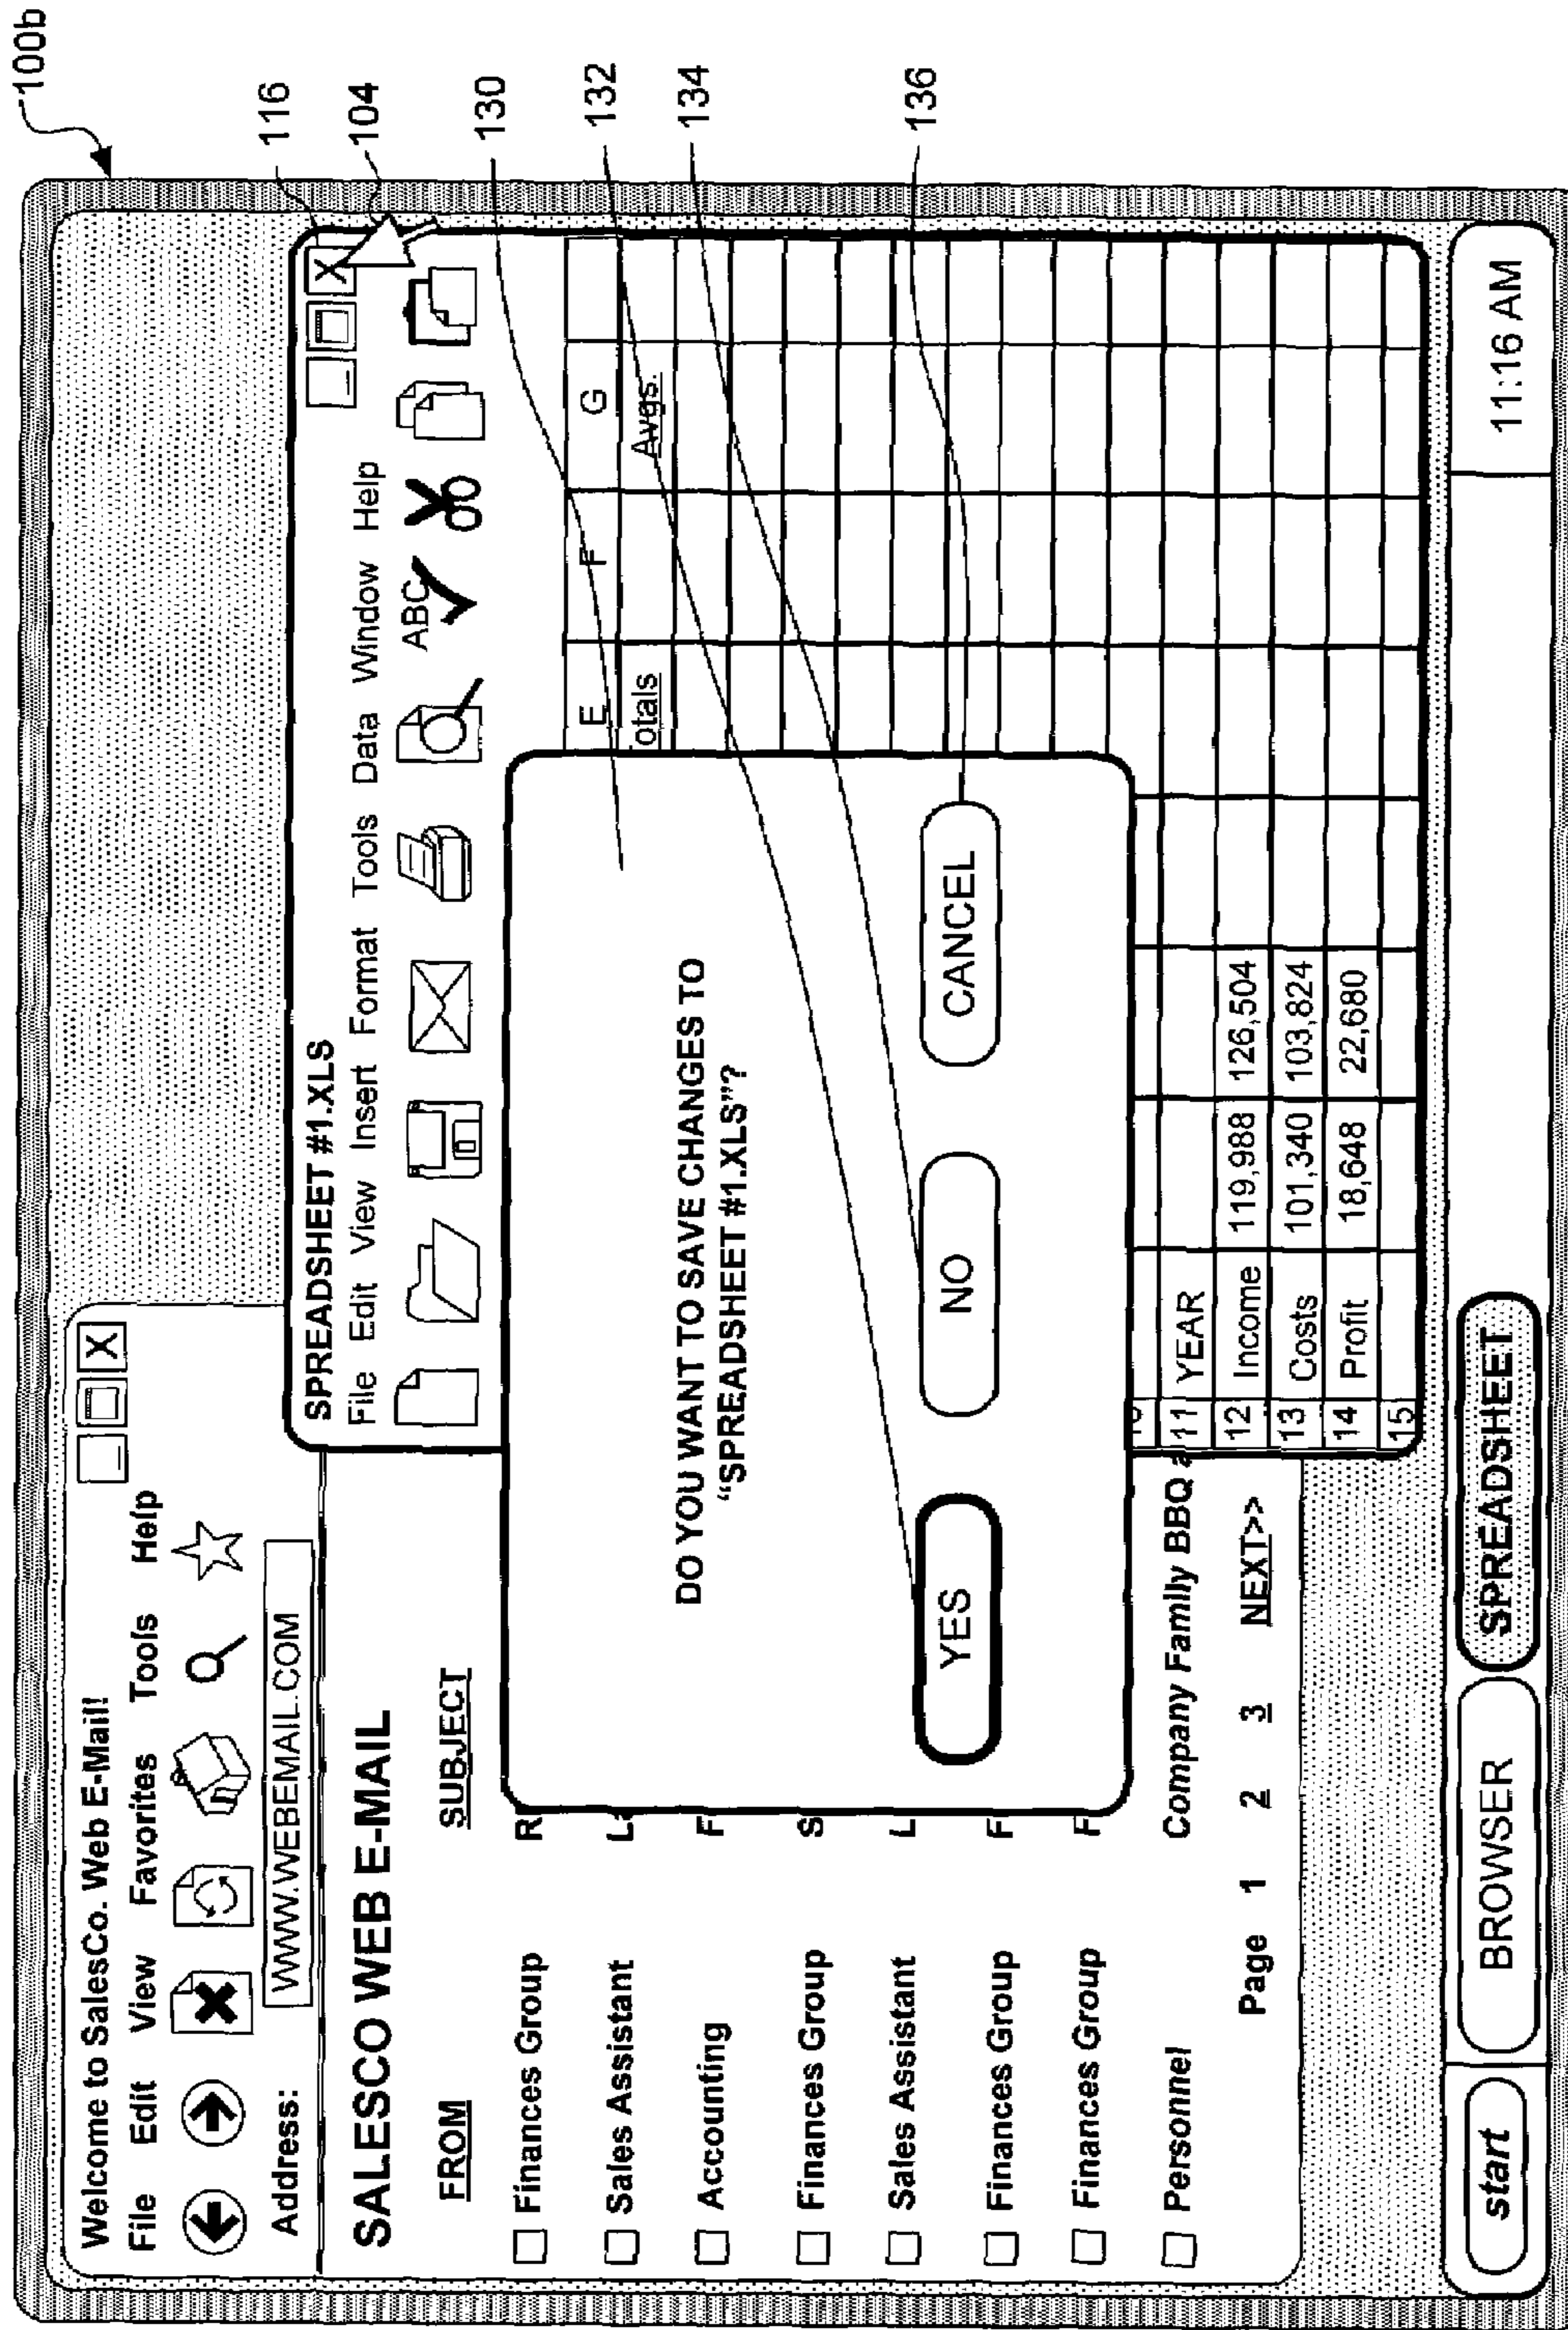 100b
Welcome to SalesCo. Web E-Mail!
File Edit View Favorites Tools Help
Address: WWW.WEBEMAIL.COM
SALESCO WEB E-MAIL
FROM SUBJECT
Finances Group R
Sales Assistant L
Accounting F
Finances Group S
Sales Assistant L
Finances Group F
Finances Group F
Personnel Company Family BBQ a
Page 1 2 3 NEXT>>
116
104
SPREADSHEET #1.XLS
File Edit View Insert Format Tools Data Window Help
ABC
E F G
otals Avgs.
130
132
134
136
DO YOU WANT TO SAVE CHANGES TO
“SPREADSHEET #1.XLS”?
YES NO CANCEL
11 YEAR
12 Income 119,988 126,504
13 Costs 101,340 103,824
14 Profit 18,648 22,680
15
start BROWSER SPREADSHEET 11:16 AM